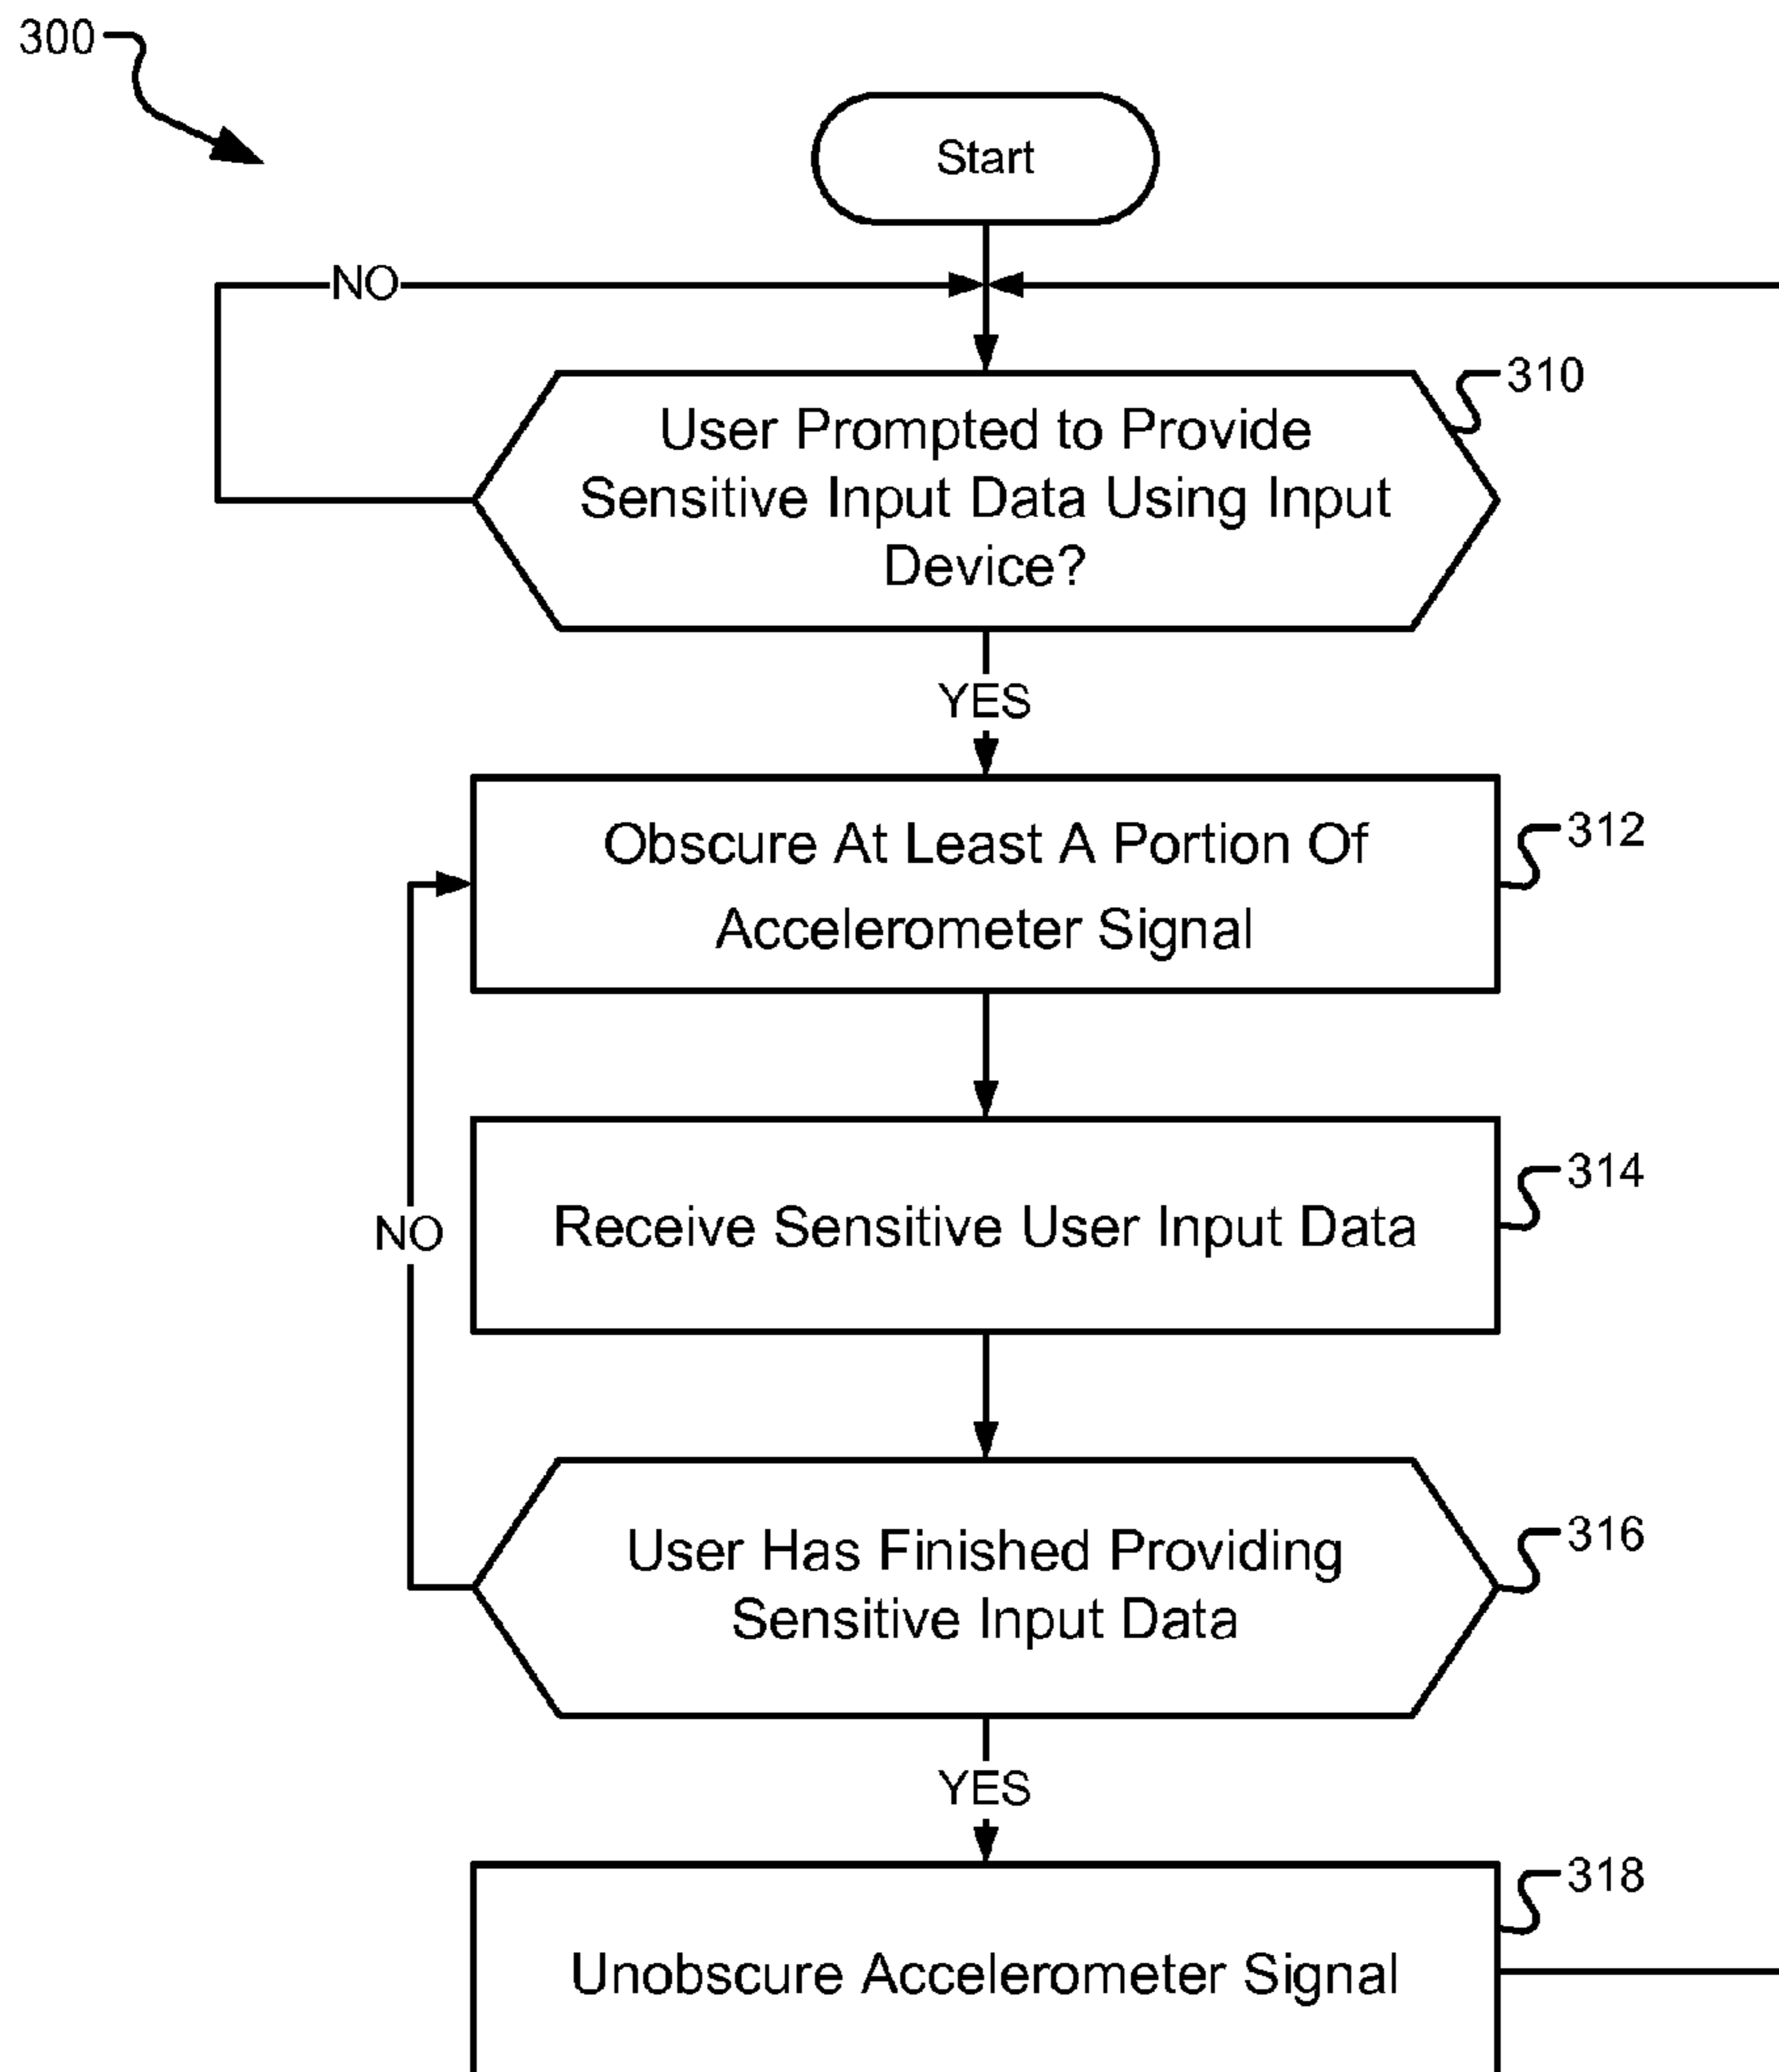 300
Start
NO
310
User Prompted to Provide
Sensitive Input Data Using Input
Device?
YES
312
Obscure At Least A Portion Of
Accelerometer Signal
314
NO
Receive Sensitive User Input Data
316
User Has Finished Providing
Sensitive Input Data
YES
318
Unobscure Accelerometer Signal